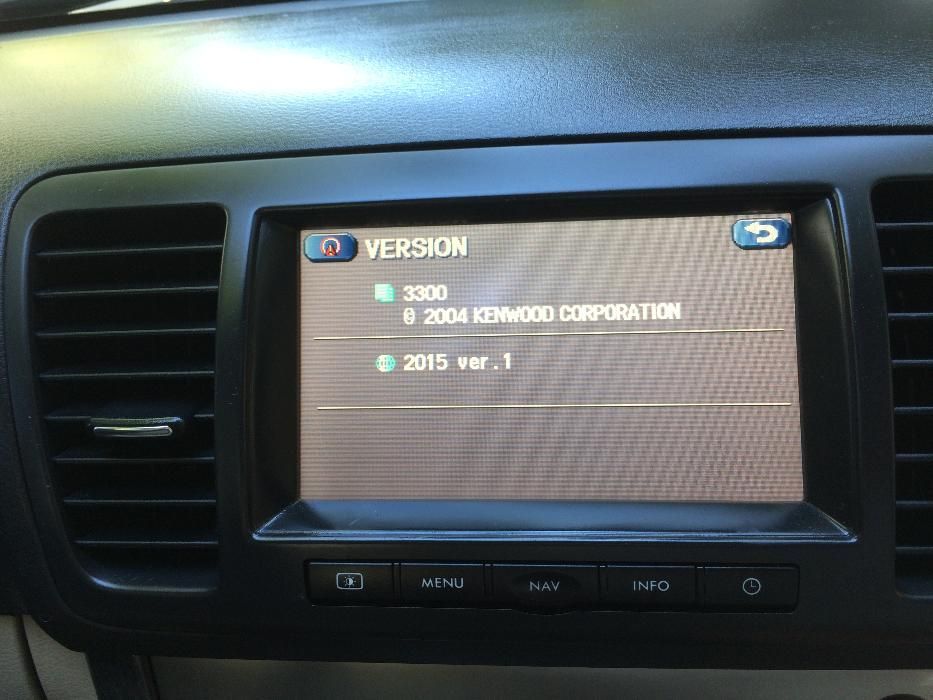 VERSION
3300
© 2004 KENWOOD CORPORATION
2015 ver.1
MENU
NAV
INFO